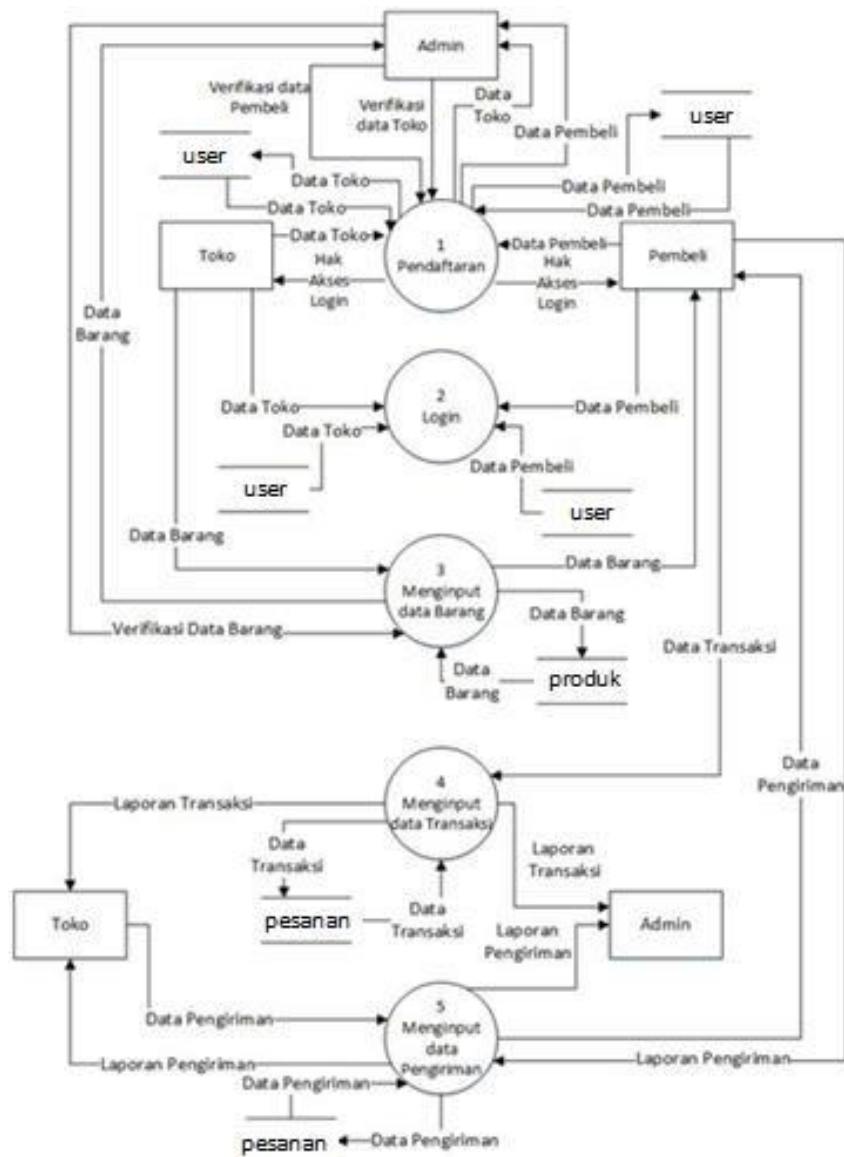 Admin
Verifikasi data
Pembeli
Verifikasi
data Toko
Data
Toko
Data Pembeli
user
user
Data Toko
Data Pembeli
Data Toko
Data Pembeli
Toko
Data Toko
Hak
Akses
Login
1
Pendaftaran
Data Pembeli
Hak
Akses
Login
Pembeli
Data
Barang
2
Login
Data Toko
Data Pembeli
Data Toko
Data Pembeli
user
user
Data Barang
3
Menginput
data Barang
Data Barang
Data Barang
Verifikasi Data Barang
Data
Barang
produk
Data Transaksi
Data
Pengiriman
4
Menginput
data Transaksi
Laporan Transaksi
Data
Transaksi
Laporan
Transaksi
pesanan
Data
Transaksi
Toko
Admin
Laporan
Pengiriman
5
Menginput
data
Pengiriman
Data Pengiriman
Laporan Pengiriman
Laporan Pengiriman
Data Pengiriman
pesanan
Data Pengiriman